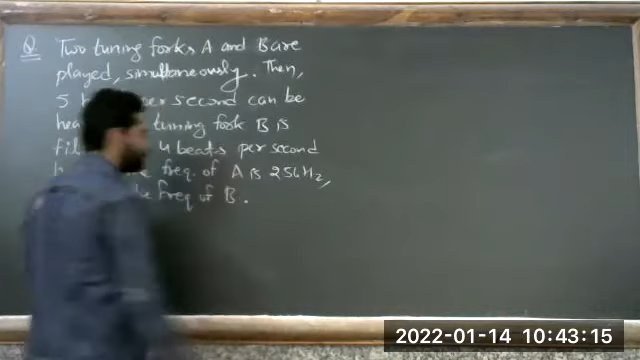 Q Two tuning forks A and B are
played, simultaneously. Then,
5 per second can be
tuning fork B is
4 beats per second
freq. of A is 256Hz,
freq of B.
2022-01-14 10:43:15